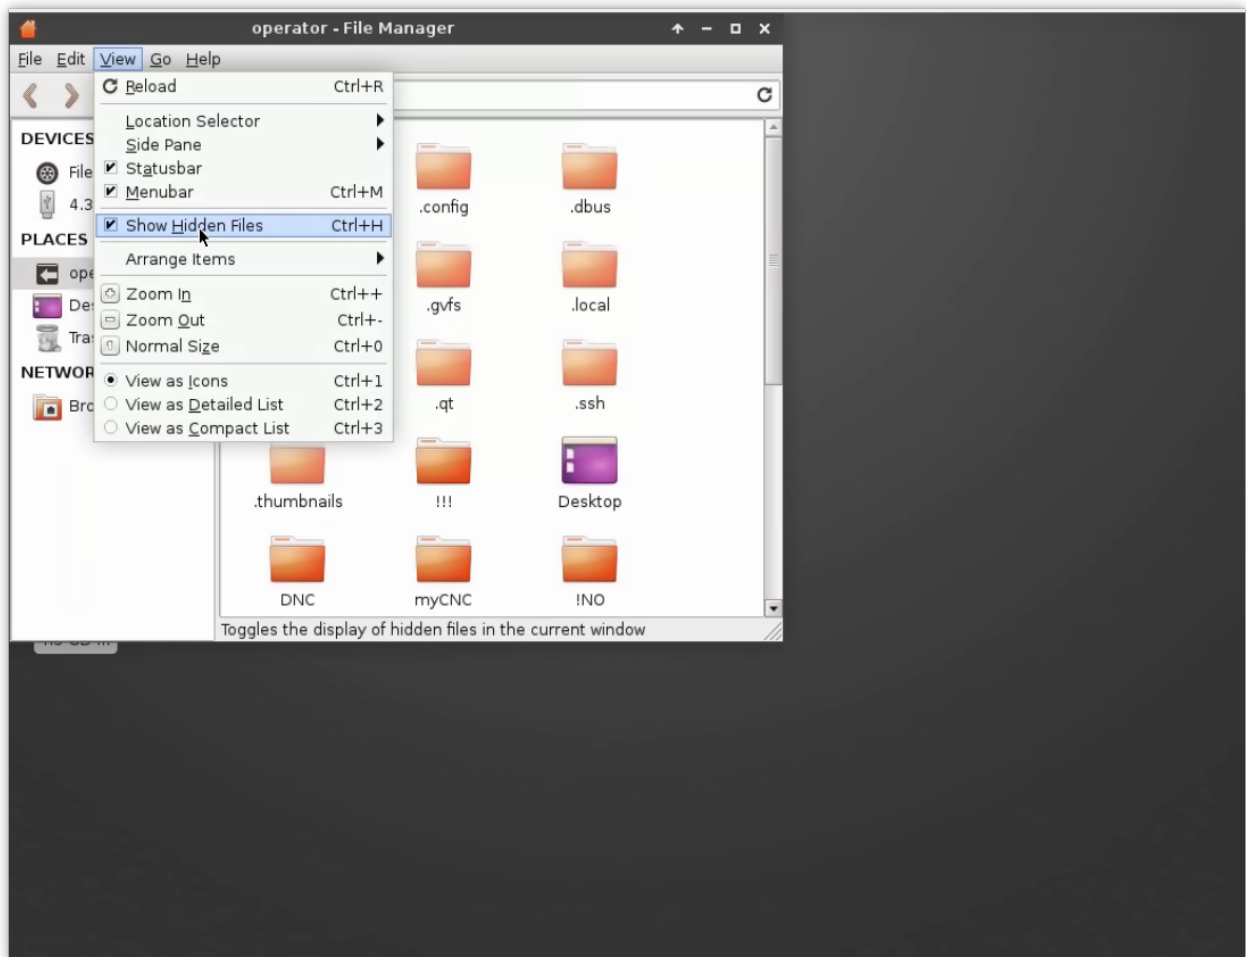 operator - File Manager
File Edit View Go Help
Reload Ctrl+R
Location Selector
Side Pane
Statusbar
Menubar Ctrl+M
Show Hidden Files Ctrl+H
Arrange Items
Zoom In Ctrl++
Zoom Out Ctrl+-
Normal Size Ctrl+0
View as Icons Ctrl+1
View as Detailed List Ctrl+2
View as Compact List Ctrl+3
DEVICES
File
4.3
PLACES
ope
Des
Tra
NETWOR
Bro
.config .dbus
.gvfs .local
.qt .ssh
.thumbnails !!! Desktop
DNC myCNC !NO
Toggles the display of hidden files in the current window